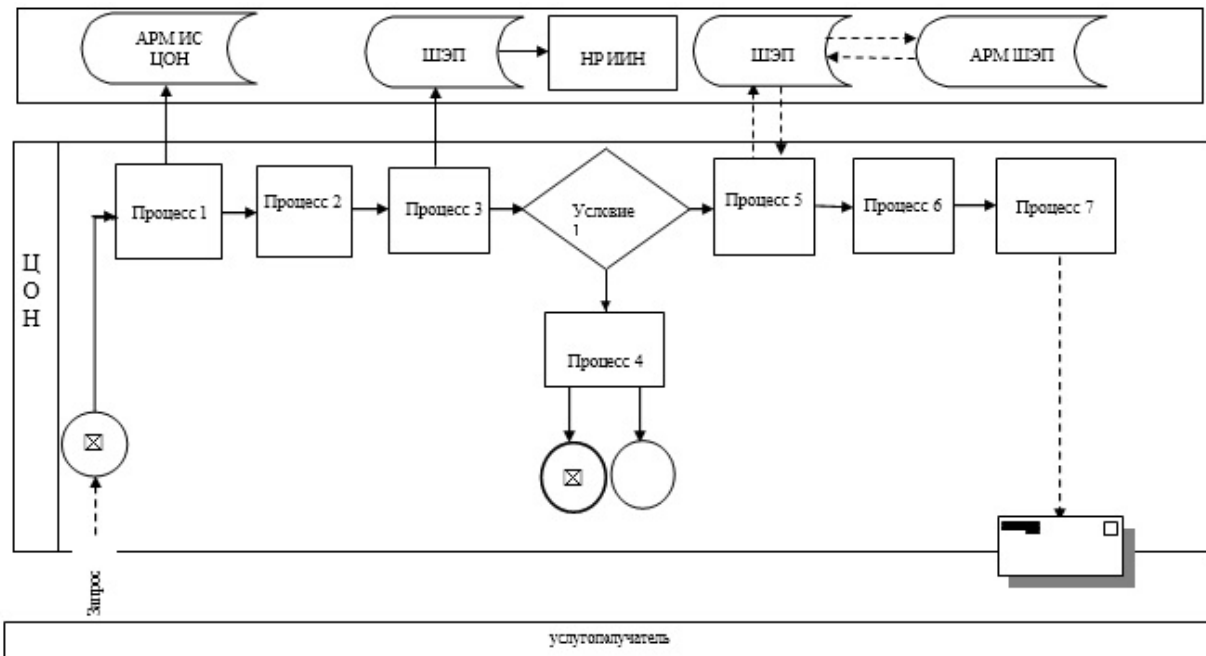 АРМ ИС
ЦОН
ШЭП
НР ИИН
ШЭП
АРМ ШЭП
ЦОН
Процесс 1
Процесс 2
Процесс 3
Условие
1
Процесс 5
Процесс 6
Процесс 7
Процесс 4
Запрос
услугополучатель